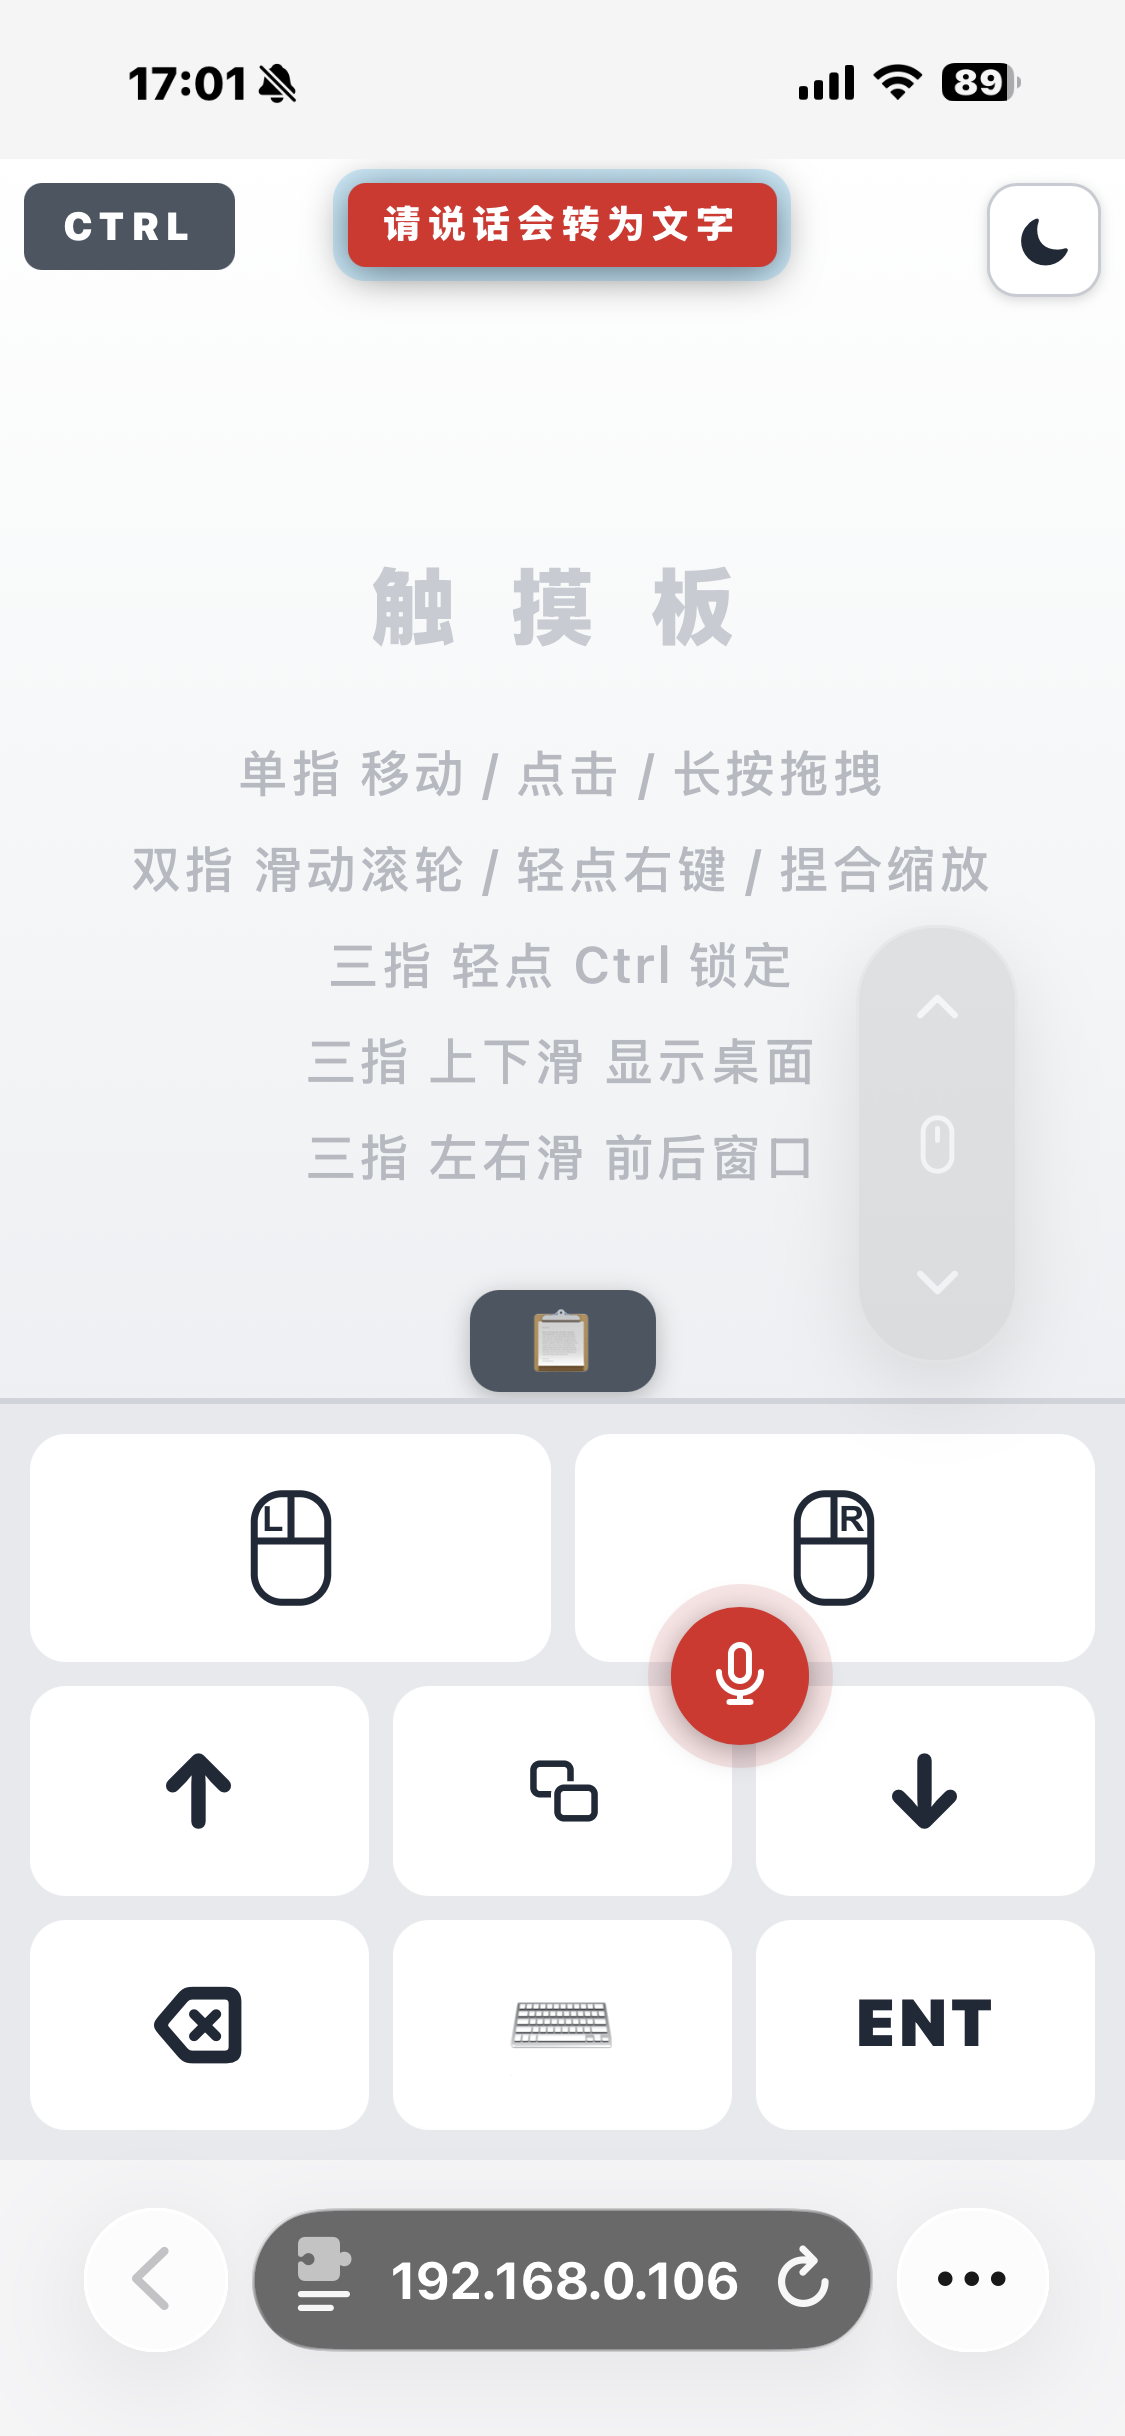 17:01
89
CTRL
请说话会转为文字
触摸板
单指 移动 / 点击 / 长按拖拽
双指 滑动滚轮 / 轻点右键 / 捏合缩放
三指 轻点 Ctrl 锁定
三指 上下滑 显示桌面
三指 左右滑 前后窗口
L
R
ENT
192.168.0.106